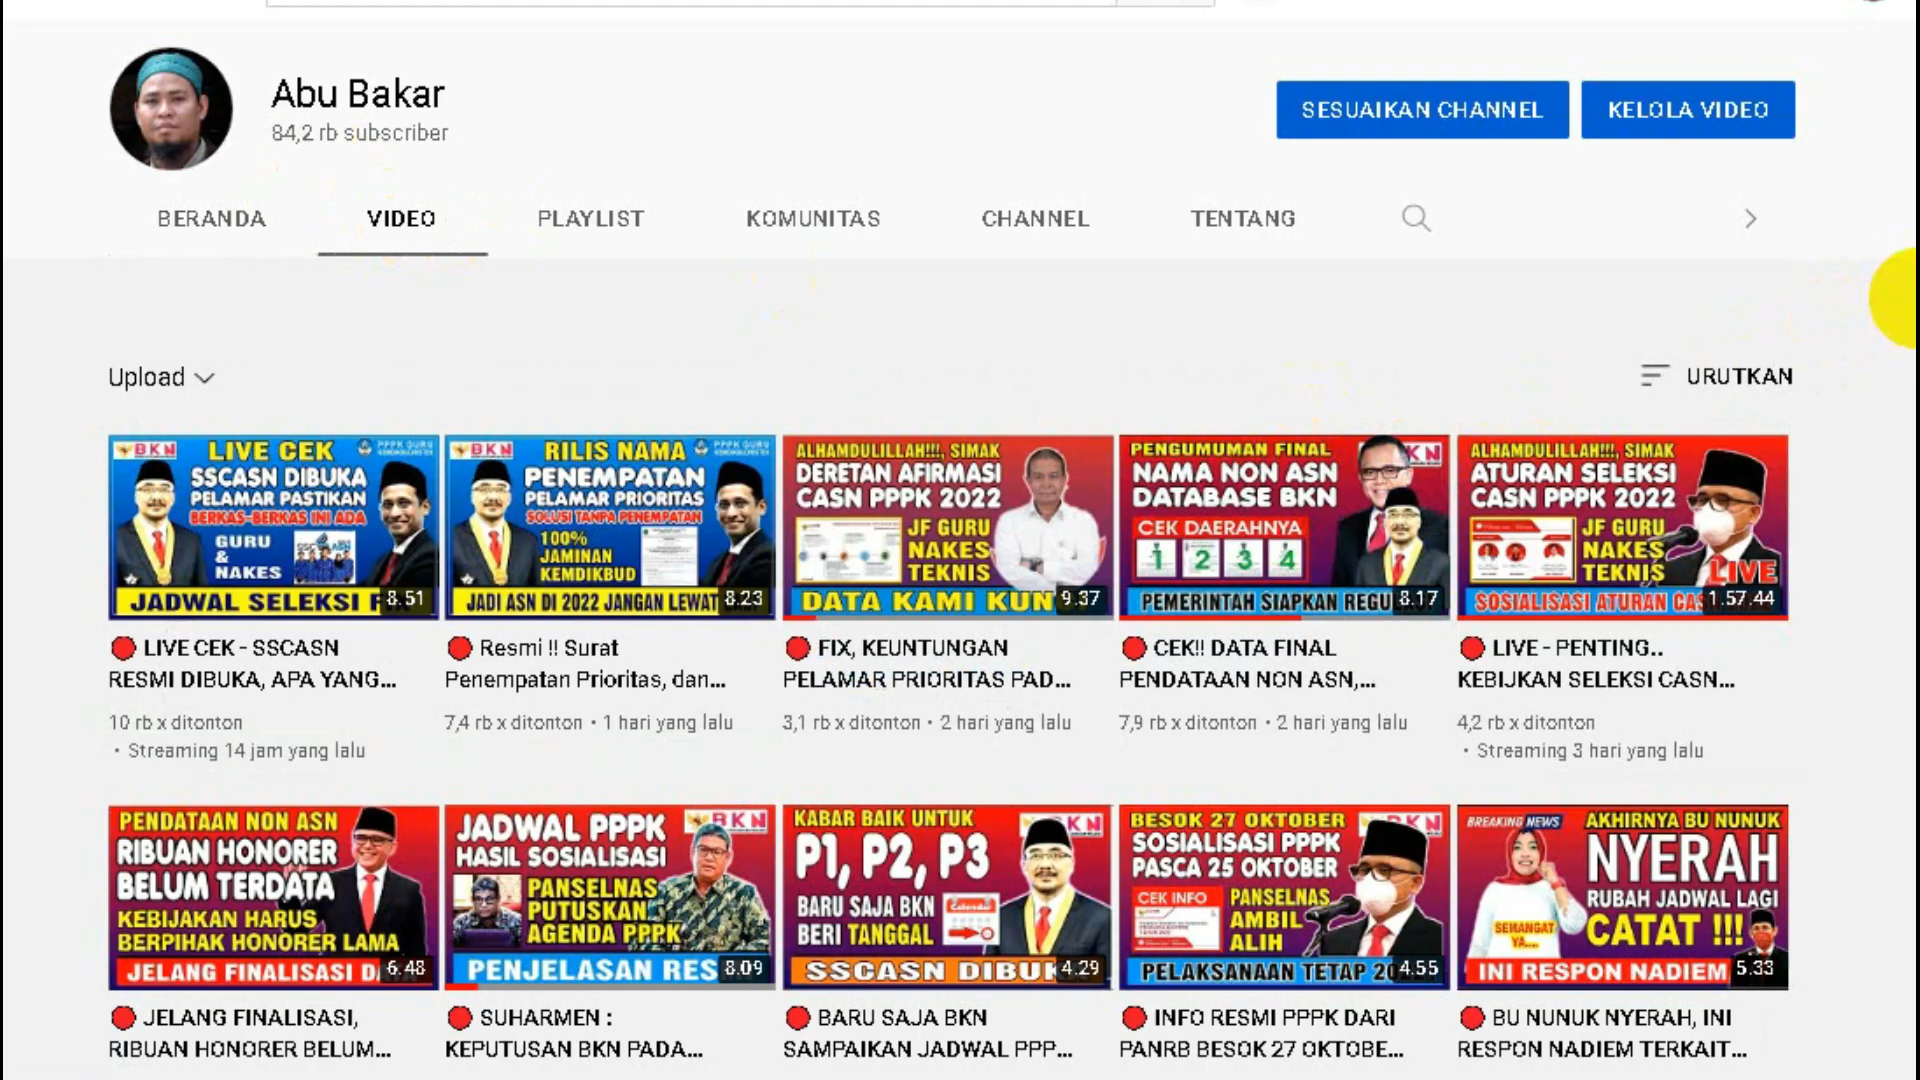 Abu Bakar
84,2 rb subscriber
SESUAIKAN CHANNEL
KELOLA VIDEO
BERANDA
VIDEO
PLAYLIST
KOMUNITAS
CHANNEL
TENTANG
Upload
URUTKAN
BKN
LIVE CEK
SSCASN DIBUKA
PELAMAR PASTIKAN
BERKAS-BERKAS INI ADA
GURU
&
NAKES
JADWAL SELEKSI
8.51
LIVE CEK - SSCASN
RESMI DIBUKA, APA YANG...
10 rb x ditonton
• Streaming 14 jam yang lalu
BKN
RILIS NAMA
PENEMPATAN
PELAMAR PRIORITAS
SOLUSI TANPA PENEMPATAN
100%
JAMINAN
KEMDIKBUD
JADI ASN DI 2022 JANGAN LEWAT
8.23
Resmi !! Surat
Penempatan Prioritas, dan...
7,4 rb x ditonton • 1 hari yang lalu
ALHAMDULILLAH!!!, SIMAK
DERETAN AFIRMASI
CASN PPPK 2022
JF GURU
NAKES
TEKNIS
DATA KAMI KUN
9.37
FIX, KEUNTUNGAN
PELAMAR PRIORITAS PAD...
3,1 rb x ditonton • 2 hari yang lalu
PENGUMUMAN FINAL
NAMA NON ASN
DATABASE BKN
CEK DAERAHNYA
1 2 3 4
PEMERINTAH SIAPKAN REGU
8.17
CEK!! DATA FINAL
PENDATAAN NON ASN,...
7,9 rb x ditonton • 2 hari yang lalu
ALHAMDULILLAH!!!, SIMAK
ATURAN SELEKSI
CASN PPPK 2022
JF GURU
NAKES
TEKNIS
LIVE
SOSIALISASI ATURAN CA
1.57.44
LIVE - PENTING..
KEBIJKAN SELEKSI CASN...
4,2 rb x ditonton
• Streaming 3 hari yang lalu
PENDATAAN NON ASN
RIBUAN HONORER
BELUM TERDATA
KEBIJAKAN HARUS
BERPIHAK HONORER LAMA
JELANG FINALISASI D
6.48
JELANG FINALISASI,
RIBUAN HONORER BELUM...
JADWAL PPPK
BKN
HASIL SOSIALISASI
PANSELNAS
PUTUSKAN
AGENDA PPPK
PENJELASAN RES
8.09
SUHARMEN :
KEPUTUSAN BKN PADA...
KABAR BAIK UNTUK
P1, P2, P3
BARU SAJA BKN
BERI TANGGAL
SSCASN DIBUK
4.29
BARU SAJA BKN
SAMPAIKAN JADWAL PPP...
BESOK 27 OKTOBER
SOSIALISASI PPPK
PASCA 25 OKTOBER
CEK INFO
PANSELNAS
AMBIL
ALIH
PELAKSANAAN TETAP 20
4.55
INFO RESMI PPPK DARI
PANRB BESOK 27 OKTOBE...
BREAKING NEWS
AKHIRNYA BU NUNUK
NYERAH
RUBAH JADWAL LAGI
CATAT !!!
SEMANGAT
YA....
INI RESPON NADIEM
5.33
BU NUNUK NYERAH, INI
RESPON NADIEM TERKAIT...